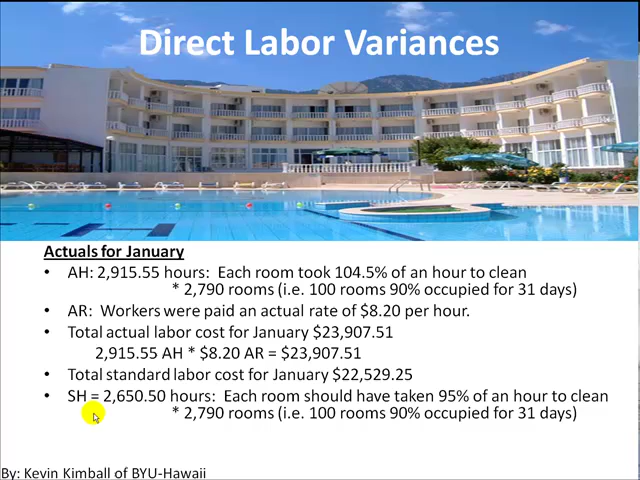 Direct Labor Variances
Actuals for January
• AH: 2,915.55 hours: Each room took 104.5% of an hour to clean
* 2,790 rooms (i.e. 100 rooms 90% occupied for 31 days)
• AR: Workers were paid an actual rate of $8.20 per hour.
• Total actual labor cost for January $23,907.51
2,915.55 AH * $8.20 AR = $23,907.51
• Total standard labor cost for January $22,529.25
• SH = 2,650.50 hours: Each room should have taken 95% of an hour to clean
* 2,790 rooms (i.e. 100 rooms 90% occupied for 31 days)
By: Kevin Kimball of BYU-Hawaii